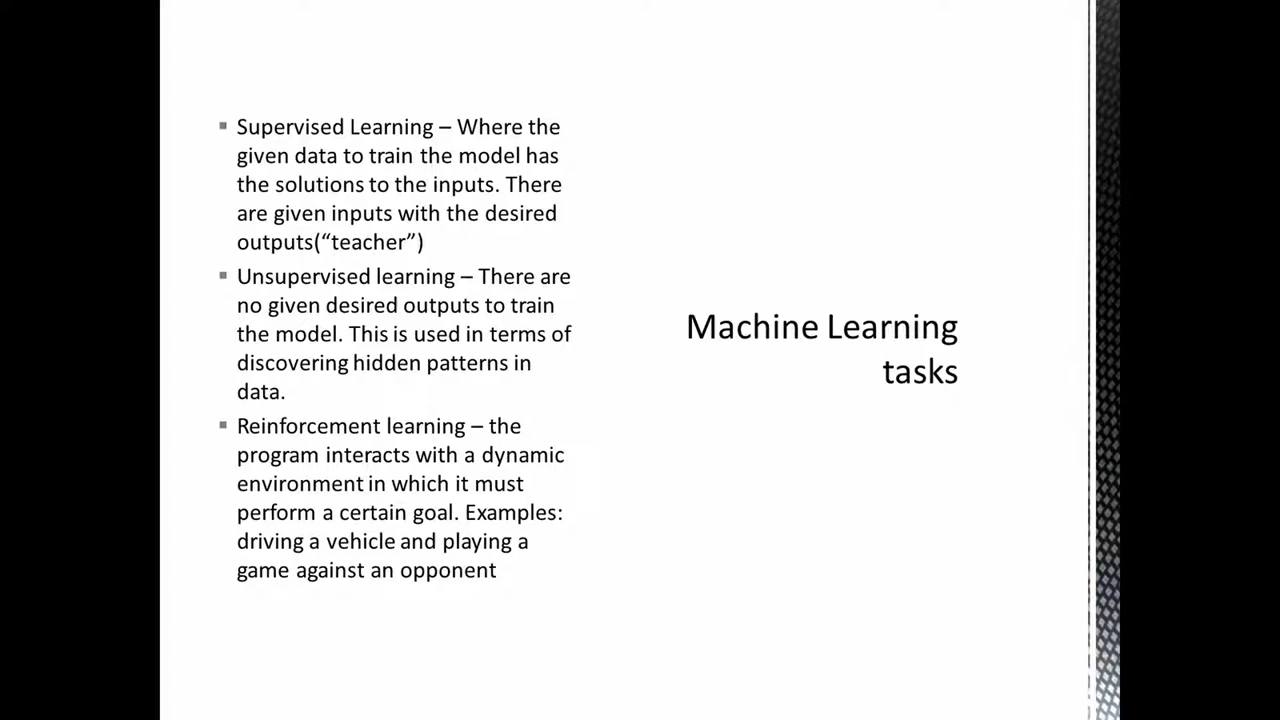 Supervised Learning – Where the
given data to train the model has
the solutions to the inputs. There
are given inputs with the desired
outputs(“teacher”)
Unsupervised learning – There are
no given desired outputs to train
the model. This is used in terms of
discovering hidden patterns in
data.
Reinforcement learning – the
program interacts with a dynamic
environment in which it must
perform a certain goal. Examples:
driving a vehicle and playing a
game against an opponent
Machine Learning
tasks